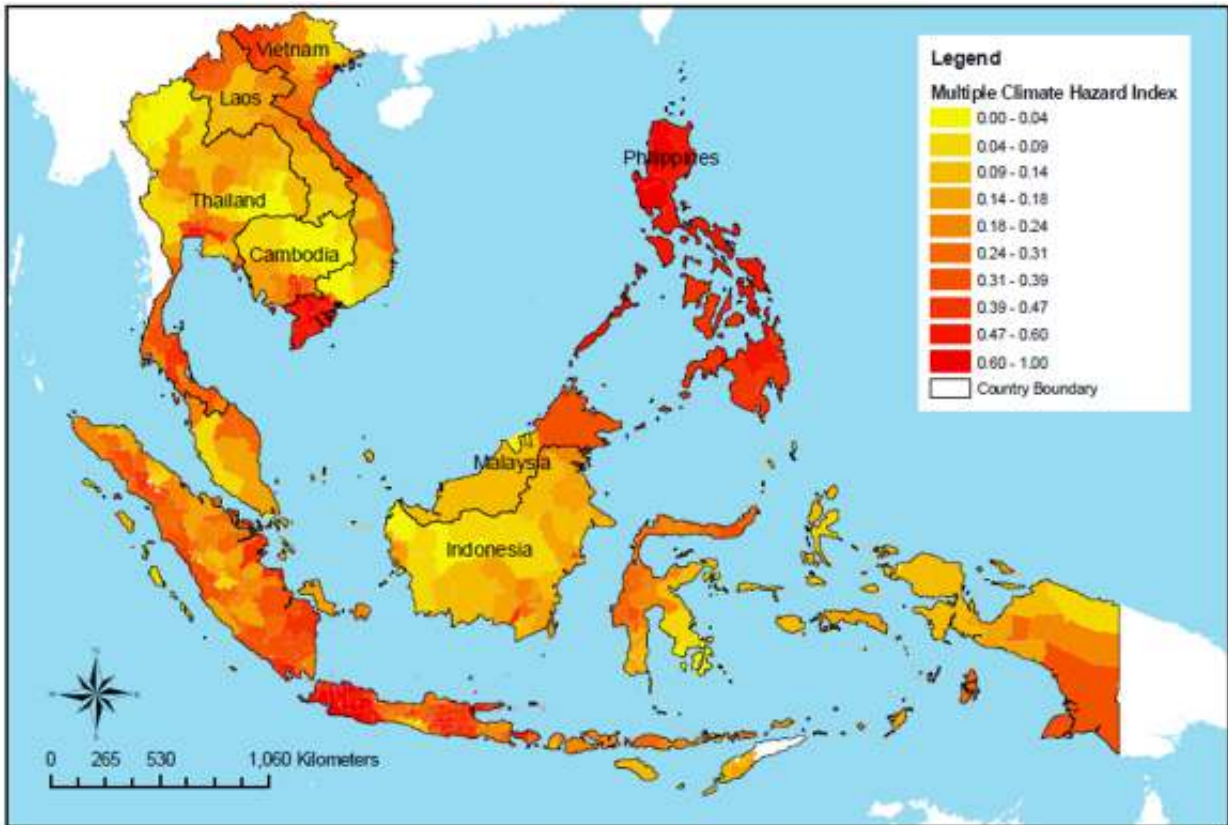 Legend
Multiple Climate Hazard Index
0.00 - 0.04
0.04 - 0.09
0.09 - 0.14
0.14 - 0.18
0.18 - 0.24
0.24 - 0.31
0.31 - 0.39
0.39 - 0.47
0.47 - 0.60
0.60 - 1.00
Country Boundary
Vietnam
Laos
Philippines
Thailand
Cambodia
Malaysia
Indonesia
0 265 530 1,060 Kilometers